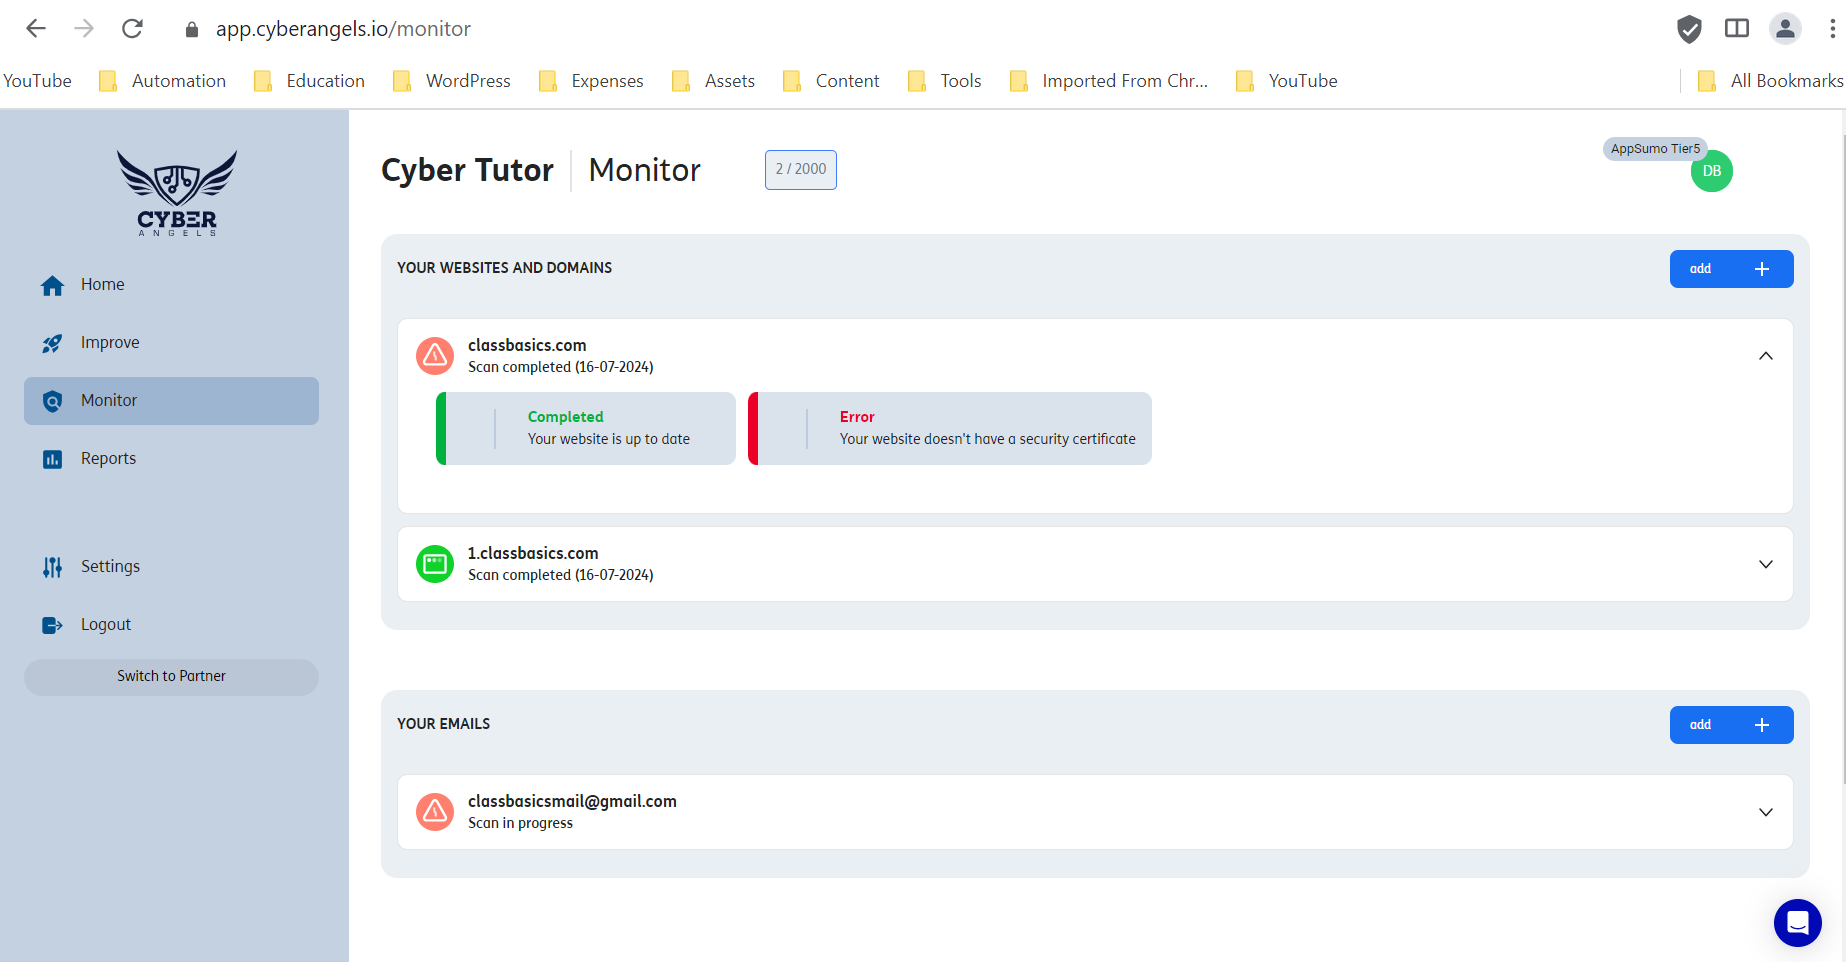 app.cyberangels.io/monitor
YouTube Automation Education WordPress Expenses Assets Content Tools Imported From Chr... YouTube All Bookmarks
CYBER
ANGELS
Home
Improve
Monitor
Reports
Settings
Logout
Switch to Partner
Cyber Tutor Monitor 2 / 2000
AppSumo Tier5
DB
YOUR WEBSITES AND DOMAINS
add +
classbasics.com
Scan completed (16-07-2024)
Completed
Your website is up to date
Error
Your website doesn't have a security certificate
1.classbasics.com
Scan completed (16-07-2024)
YOUR EMAILS
add +
classbasicsmail@gmail.com
Scan in progress